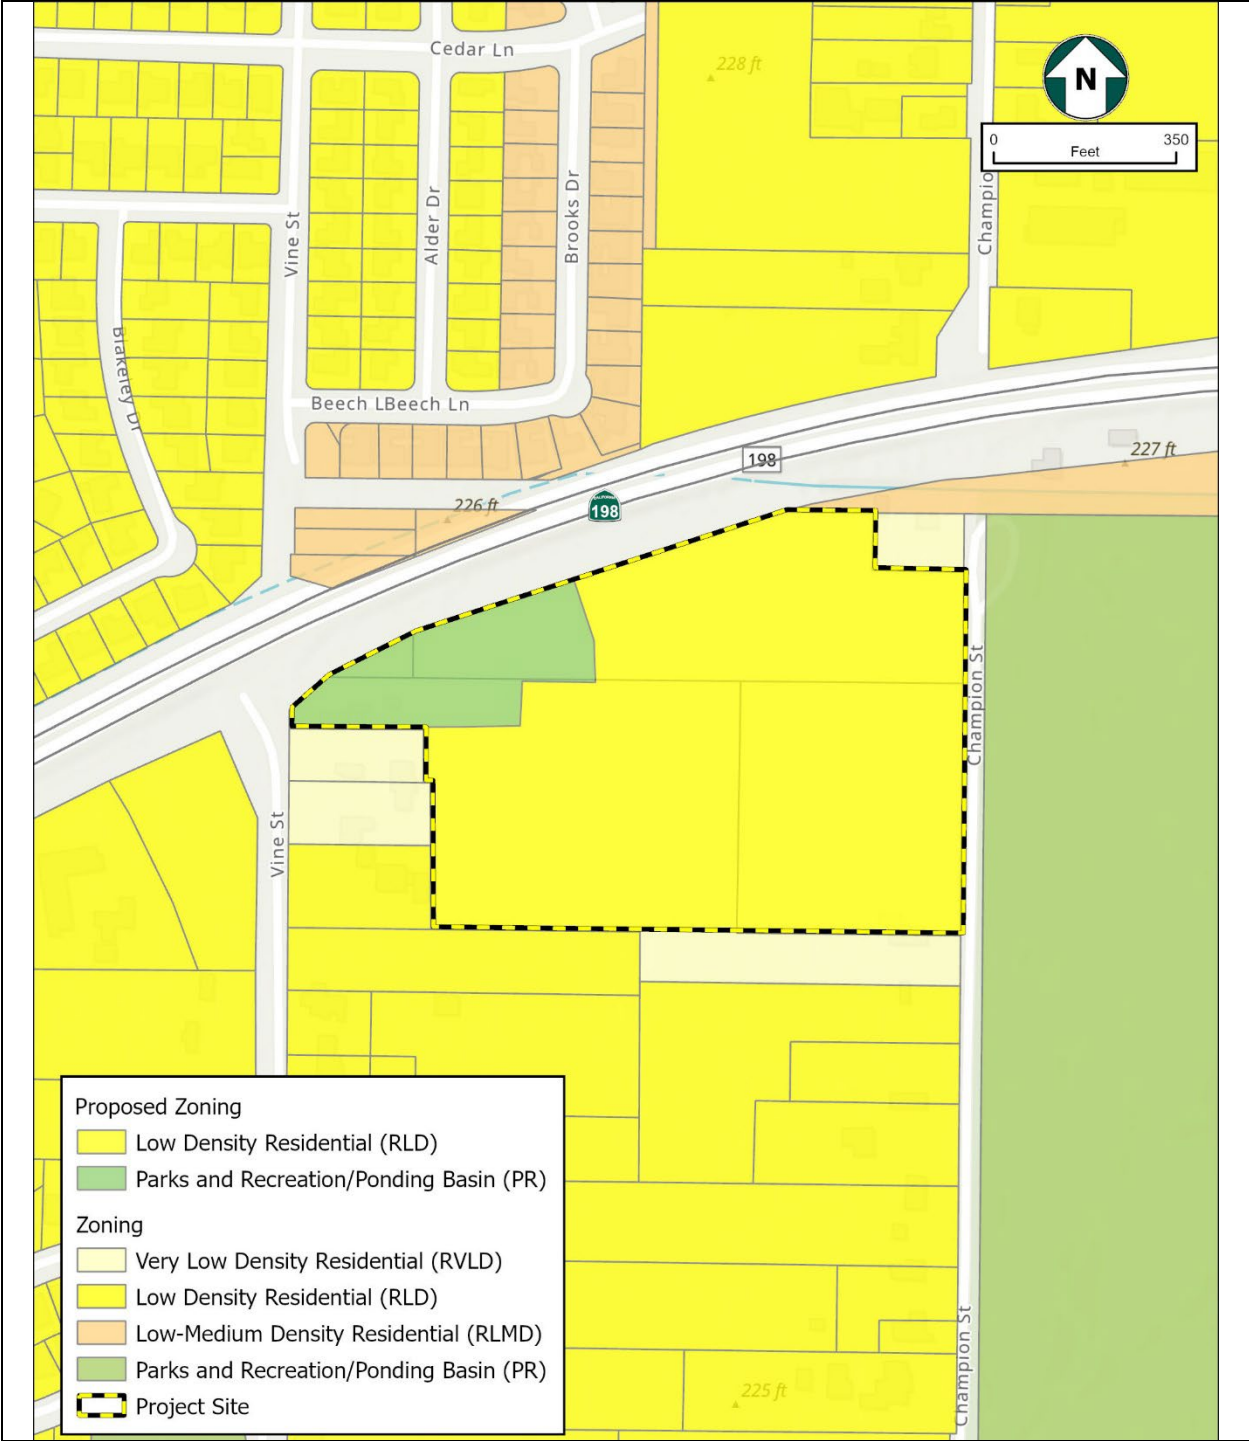 Cedar Ln
228 ft
N
0 350
Feet
Champio
Vine St
Alder Dr
Brooks Dr
Blakeley Dr
Beech LBeech Ln
198
227 ft
226 ft
CALIFORNIA
198
Champion St
Vine St
Proposed Zoning
Low Density Residential (RLD)
Parks and Recreation/Ponding Basin (PR)
Zoning
Very Low Density Residential (RVLD)
Low Density Residential (RLD)
Low-Medium Density Residential (RLMD)
Parks and Recreation/Ponding Basin (PR)
Project Site
225 ft
Champion St